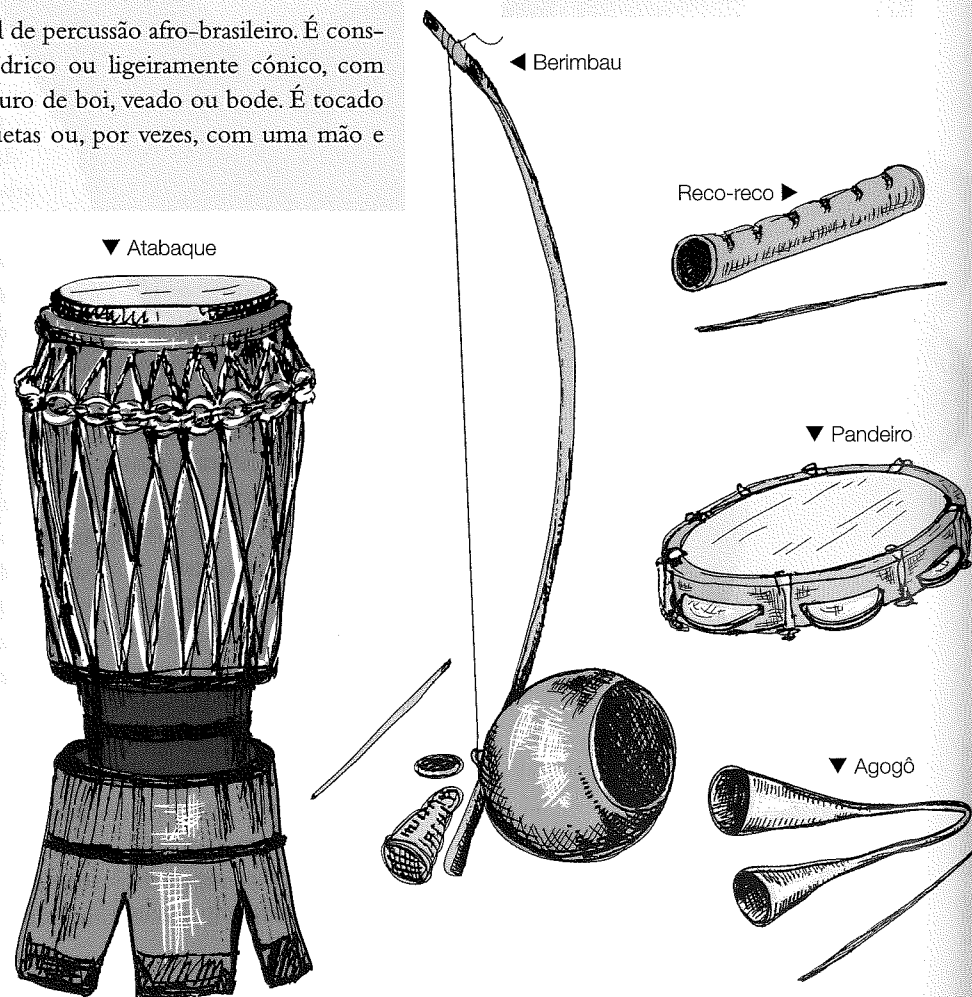 l de percussão afro-brasileiro. É cons-
drico ou ligeiramente cónico, com
uro de boi, veado ou bode. É tocado
etas ou, por vezes, com uma mão e
◀ Berimbau
Reco-reco ▶
▼ Atabaque
▼ Pandeiro
▼ Agogô